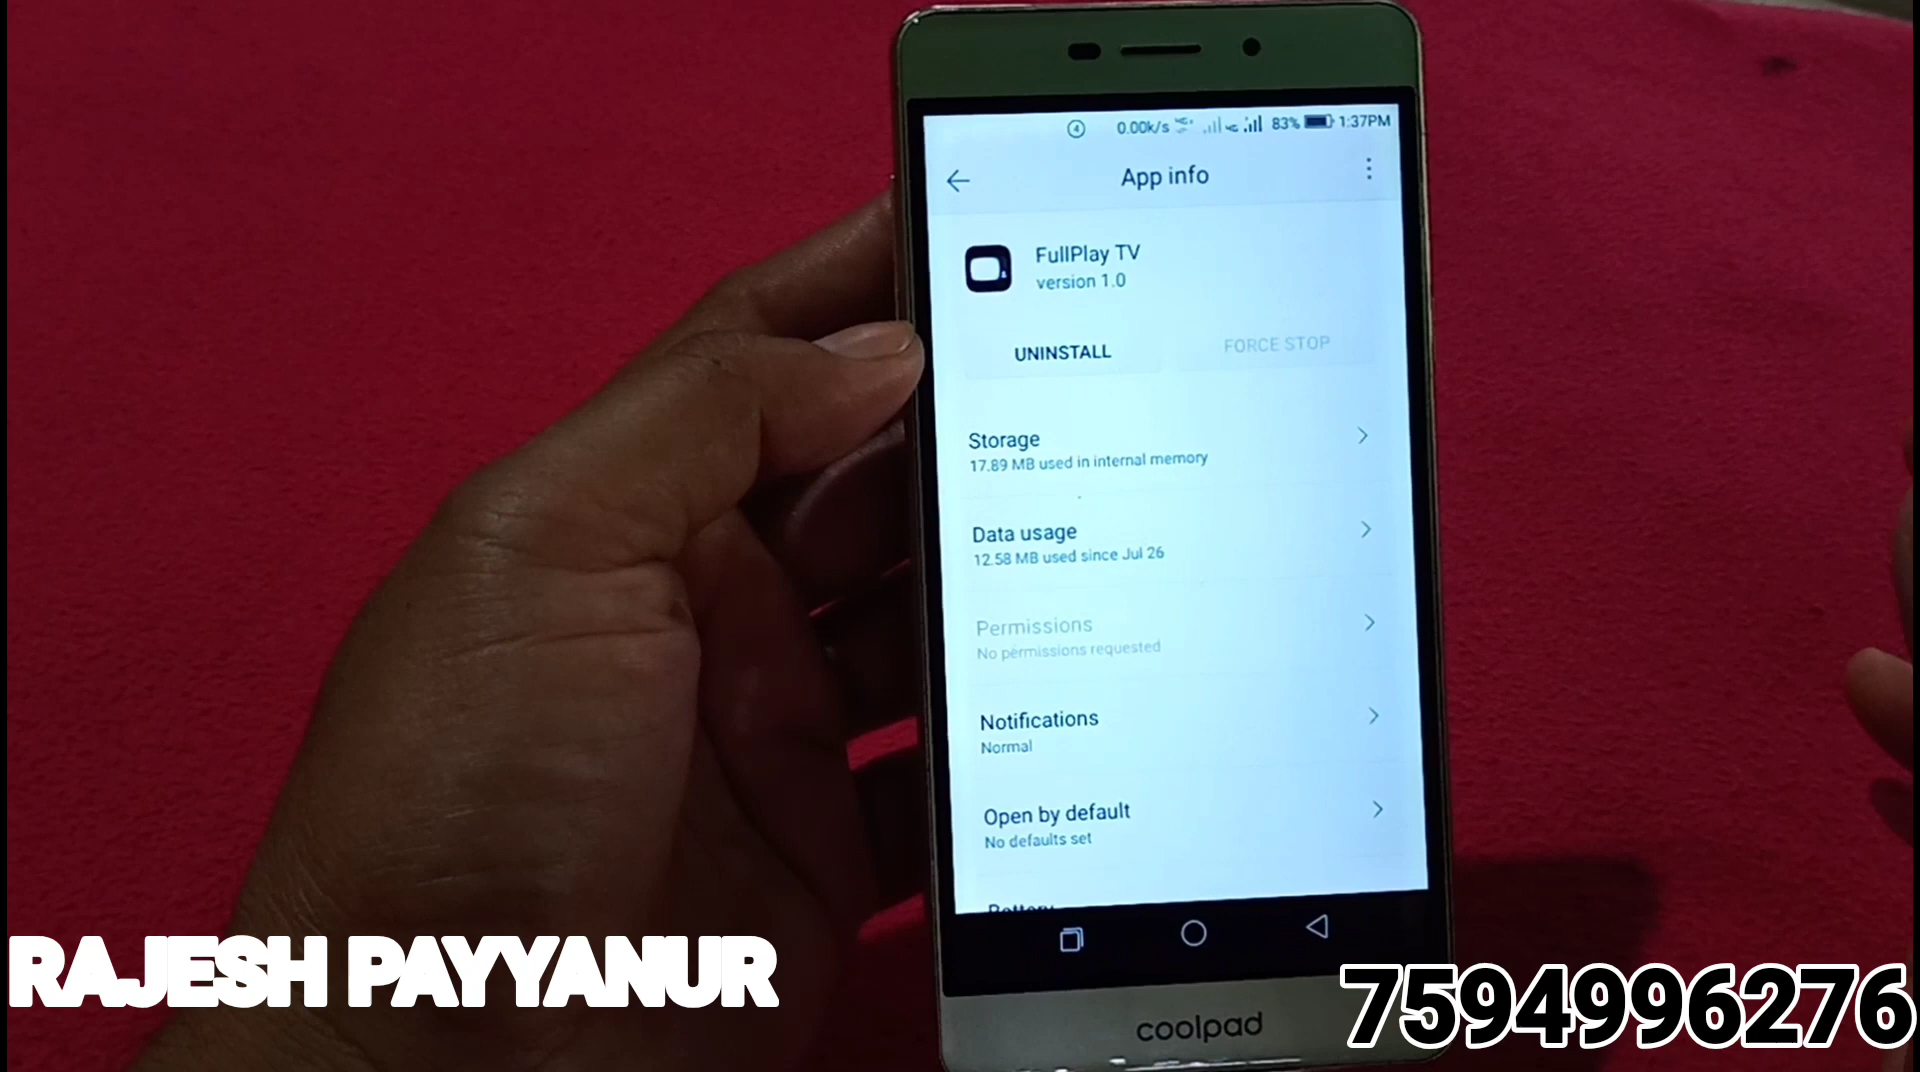 4 0.00k/s 83% 1:37PM
App info
FullPlay TV
version 1.0
UNINSTALL
FORCE STOP
Storage
17.89 MB used in internal memory
Data usage
12.58 MB used since Jul 26
Permissions
No permissions requested
Notifications
Normal
Open by default
No defaults set
Battery
RAJESH PAYYANUR
7594996276
coolpad